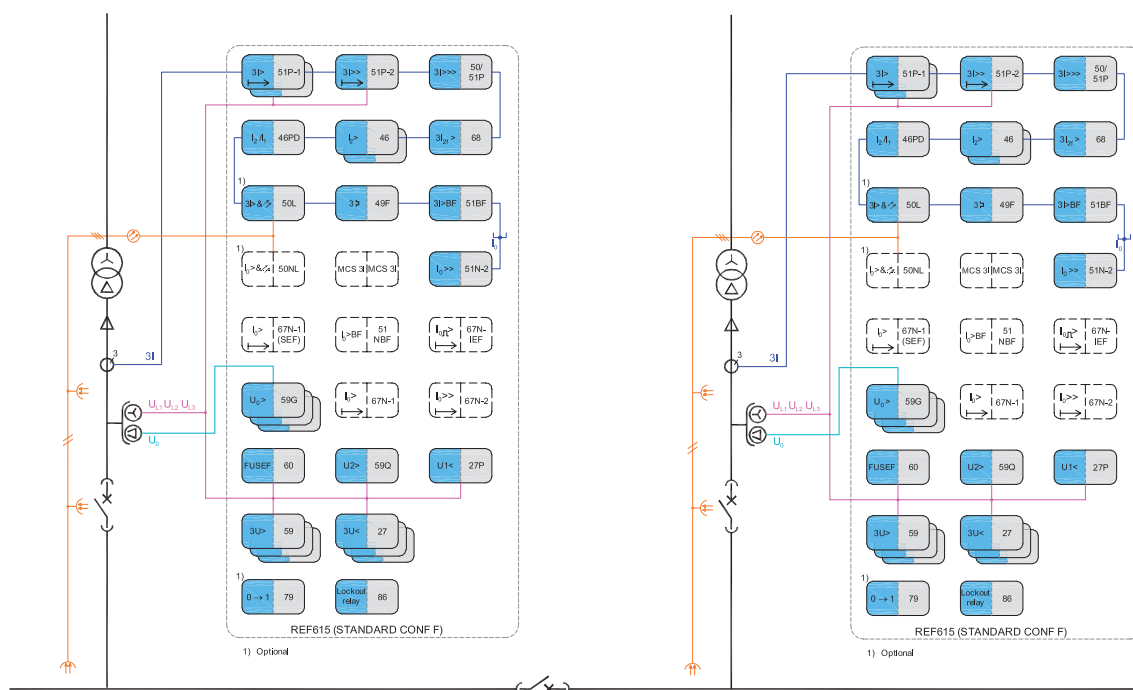 3I> 51P-1 3I>> 51P-2 3I>>> 50/51P
I2/I1 46PD I2> 46 3I2f> 68
1)
3I>& 50L 3 49F 3I>BF 51BF
I0
1)
I0>& 50NL MCS 3I MCS 3I I0>> 51N-2
I0> 67N-1 (SEF) I0>BF 51 NBF I0> 67N-IEF
3
3I
U0> 59G I0> 67N-1 I0>> 67N-2
UL1 UL2 UL3
U0
FUSEF 60 U2> 59Q U1< 27P
3U> 59 3U< 27
1)
0 → 1 79 Lockout relay 86
REF615 (STANDARD CONF F)
1) Optional
3I> 51P-1 3I>> 51P-2 3I>>> 50/51P
I2/I1 46PD I2> 46 3I2f> 68
1)
3I>& 50L 3 49F 3I>BF 51BF
I0
1)
I0>& 50NL MCS 3I MCS 3I I0>> 51N-2
I0> 67N-1 (SEF) I0>BF 51 NBF I0> 67N-IEF
3
3I
U0> 59G I0> 67N-1 I0>> 67N-2
UL1 UL2 UL3
U0
FUSEF 60 U2> 59Q U1< 27P
3U> 59 3U< 27
1)
0 → 1 79 Lockout relay 86
REF615 (STANDARD CONF F)
1) Optional